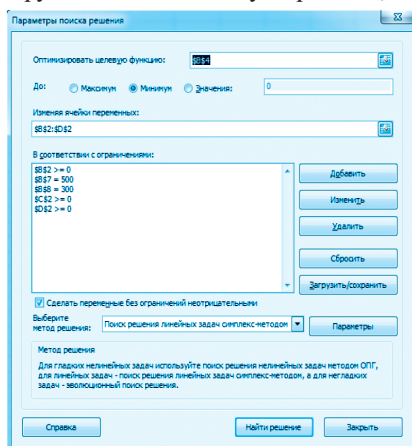 Параметры поиска решения
Оптимизировать целевую функцию: $B$4
До: Максимум Минимум Значения: 0
Изменяя ячейки переменных:
$B$2:$D$2
В соответствии с ограничениями:
$B$2 >= 0
$B$7 = 500
$B$8 = 300
$C$2 >= 0
$D$2 >= 0
Добавить
Изменить
Удалить
Сбросить
Загрузить/сохранить
Сделать переменные без ограничений неотрицательными
Выберите
метод решения: Поиск решения линейных задач симплекс-методом Параметры
Метод решения
Для гладких нелинейных задач используйте поиск решения нелинейных задач методом ОПГ,
для линейных задач - поиск решения линейных задач симплекс-методом, а для негладких
задач - эволюционный поиск решения.
Справка Найти решение Закрыть